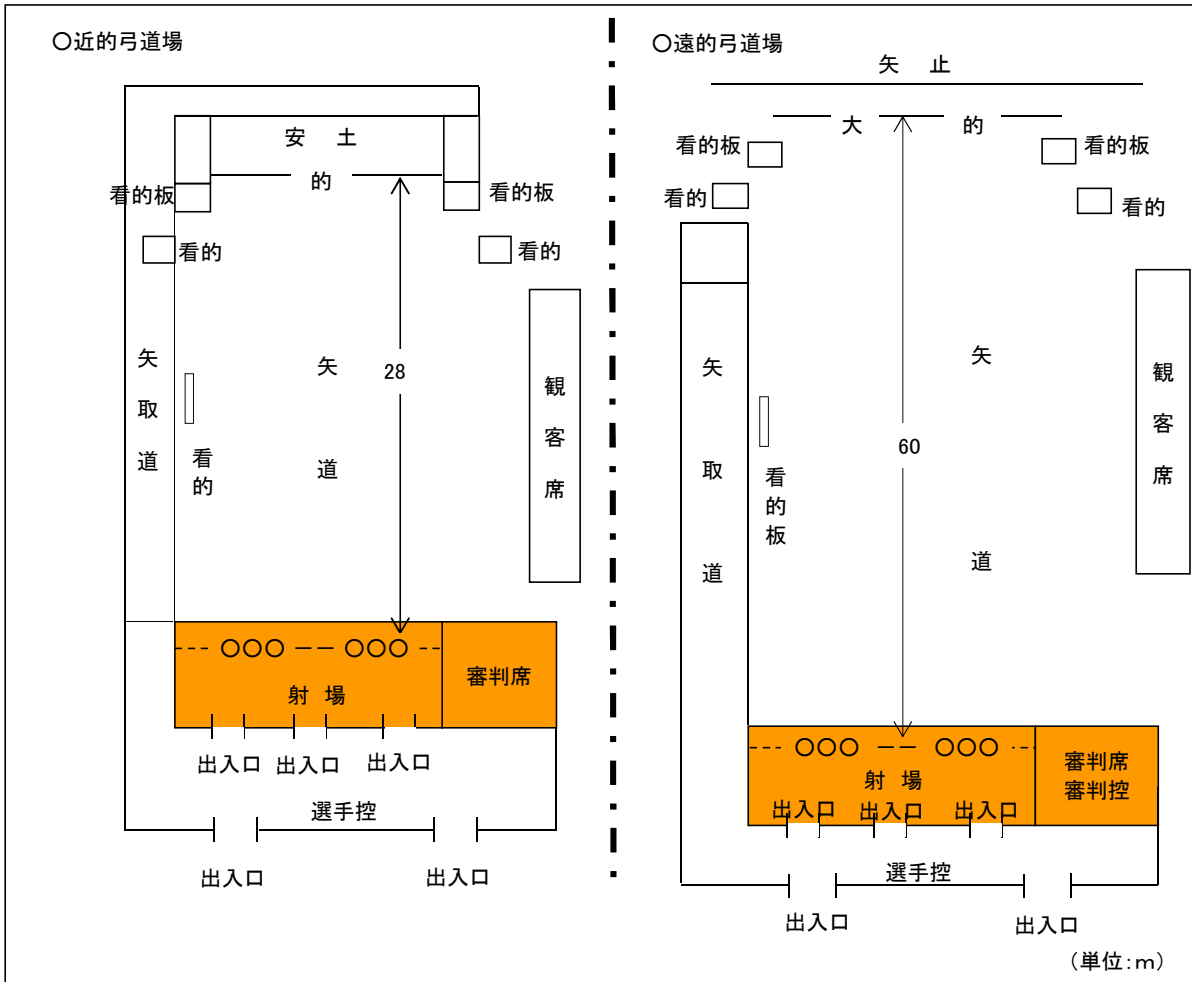 ○近的弓道場
安土
的
看的板
看的板
看的
看的
矢取道
看的
矢道
28
観客席
○○○ ―― ○○○
射場
審判席
出入口
出入口
出入口
選手控
出入口
出入口
○遠的弓道場
矢止
大的
看的板
看的板
看的
看的
矢取道
看的板
矢道
60
観客席
○○○ ―― ○○○
射場
審判席
審判控
出入口
出入口
出入口
選手控
出入口
出入口
(単位:m)